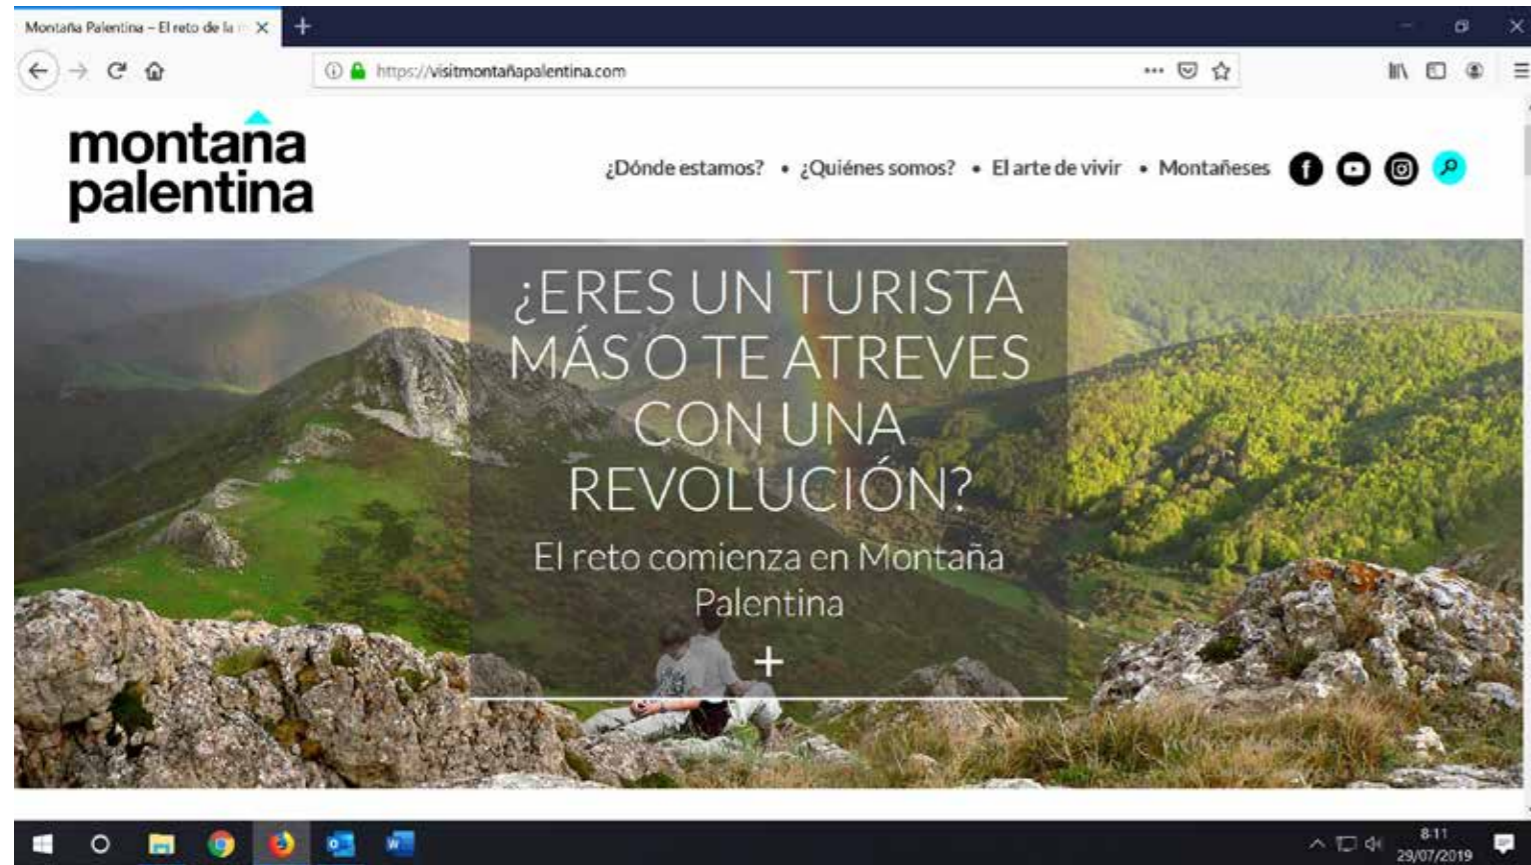 Montaña Palentina – El reto de la
https://visitmontañapalentina.com
montaña
palentina
¿Dónde estamos? • ¿Quiénes somos? • El arte de vivir • Montañeses
¿ERES UN TURISTA
MÁS O TE ATREVES
CON UNA
REVOLUCIÓN?
El reto comienza en Montaña
Palentina
+
8:11
29/07/2019